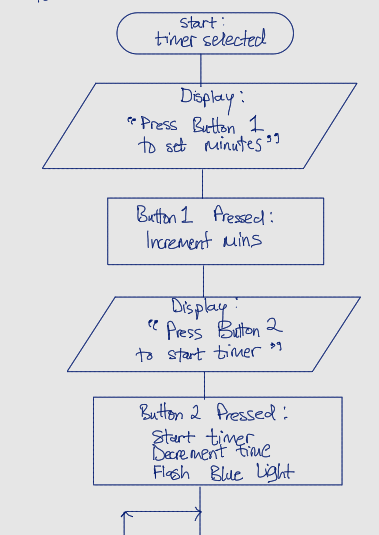 start:
timer selected
Display:
"Press Button 1
to set minutes"
Button 1 Pressed:
Increment mins
Display:
"Press Button 2
to start timer"
Button 2 Pressed:
Start timer
Decrement time
Flash Blue Light